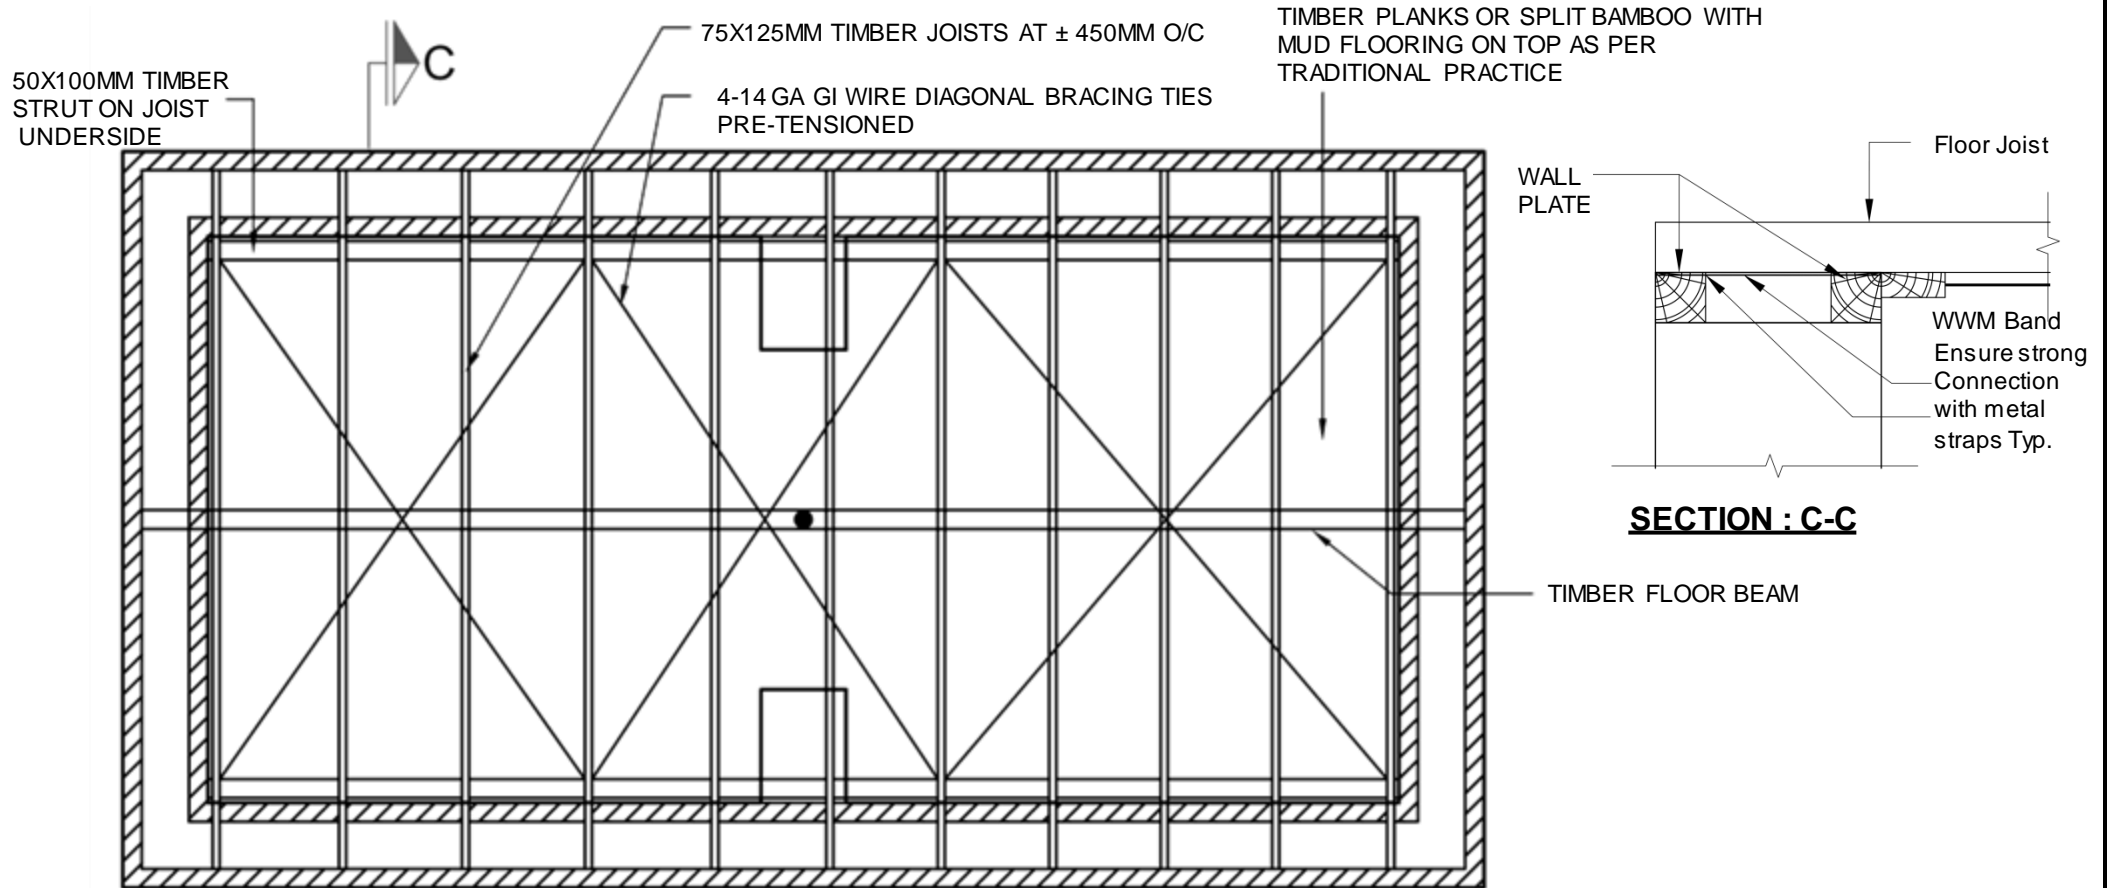 75X125MM TIMBER JOISTS AT ± 450MM O/C
TIMBER PLANKS OR SPLIT BAMBOO WITH
MUD FLOORING ON TOP AS PER
TRADITIONAL PRACTICE
C
50X100MM TIMBER
STRUT ON JOIST
UNDERSIDE
4-14 GA GI WIRE DIAGONAL BRACING TIES
PRE-TENSIONED
Floor Joist
WALL
PLATE
WWM Band
Ensure strong
Connection
with metal
straps Typ.
SECTION : C-C
TIMBER FLOOR BEAM